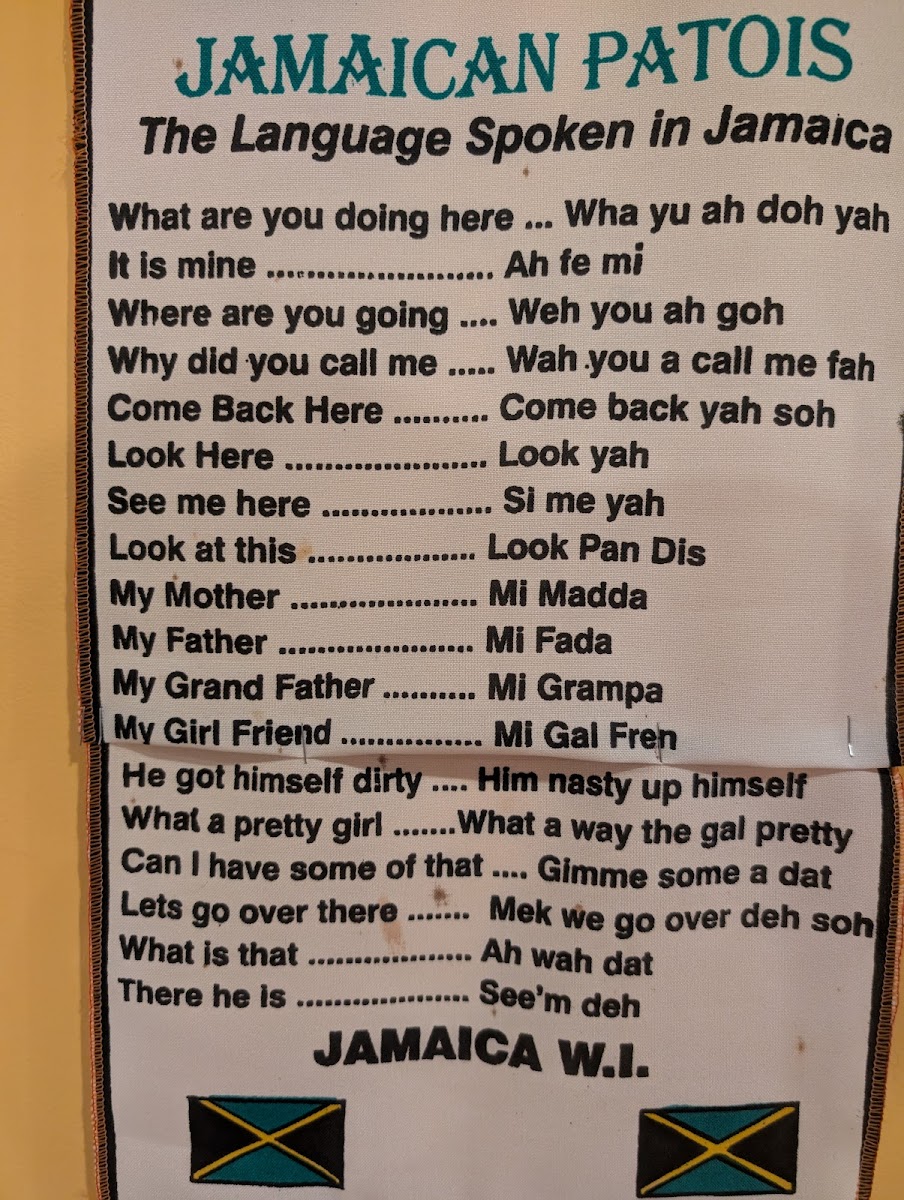 JAMAICAN PATOIS
The Language Spoken in Jamaica
What are you doing here ... Wha yu ah doh yah
It is mine ........................ Ah fe mi
Where are you going .... Weh you ah goh
Why did you call me ..... Wah you a call me fah
Come Back Here .......... Come back yah soh
Look Here ..................... Look yah
See me here .................. Si me yah
Look at this .................. Look Pan Dis
My Mother .................... Mi Madda
My Father ..................... Mi Fada
My Grand Father .......... Mi Grampa
My Girl Friend ............... Mi Gal Fren
He got himself dirty .... Him nasty up himself
What a pretty girl .......What a way the gal pretty
Can I have some of that .... Gimme some a dat
Lets go over there ........ Mek we go over deh soh
What is that ................... Ah wah dat
There he is .................... See'm deh
JAMAICA W.I.